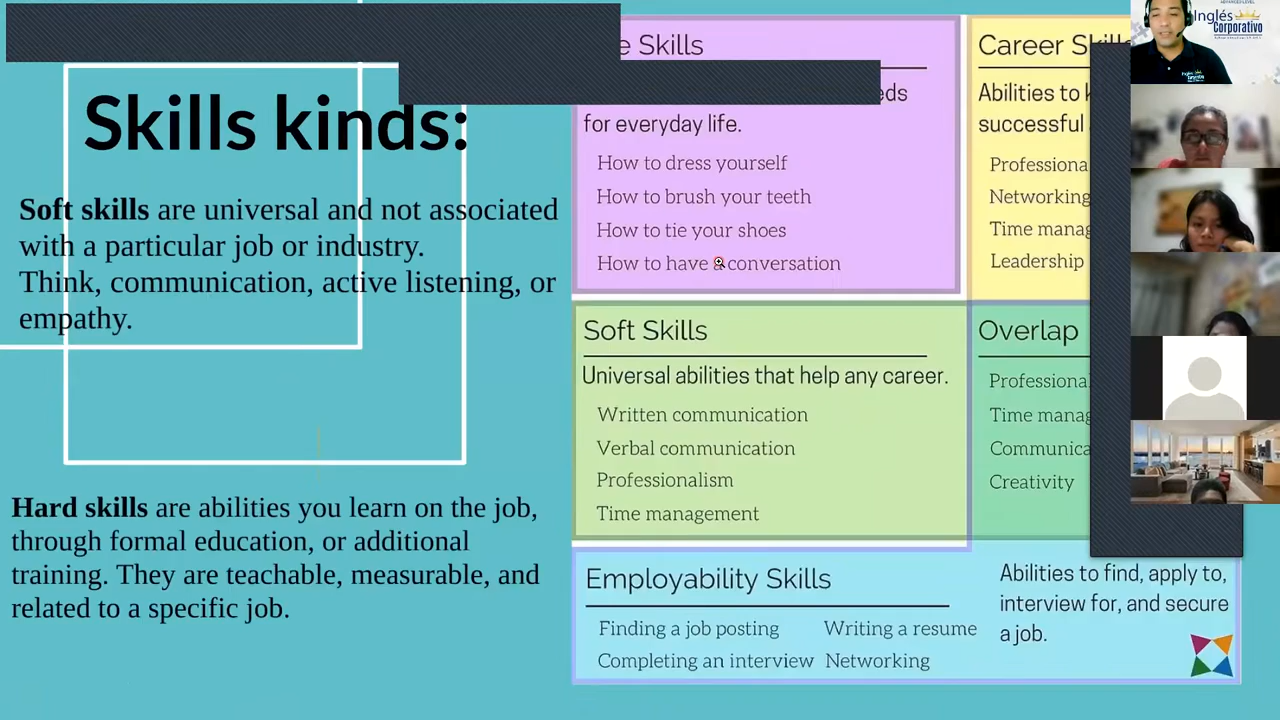 Skills kinds:
Soft skills are universal and not associated
with a particular job or industry.
Think, communication, active listening, or
empathy.
Hard skills are abilities you learn on the job,
through formal education, or additional
training. They are teachable, measurable, and
related to a specific job.
e Skills
eds
for everyday life.
How to dress yourself
How to brush your teeth
How to tie your shoes
How to have a conversation
Career Skills
Abilities to
successful
Professiona
Networking
Time manag
Leadership
Soft Skills
Universal abilities that help any career.
Written communication
Verbal communication
Professionalism
Time management
Overlap
Professional
Time manag
Communica
Creativity
Employability Skills
Finding a job posting Writing a resume
Completing an interview Networking
Abilities to find, apply to,
interview for, and secure
a job.
Inglés
Corporativo